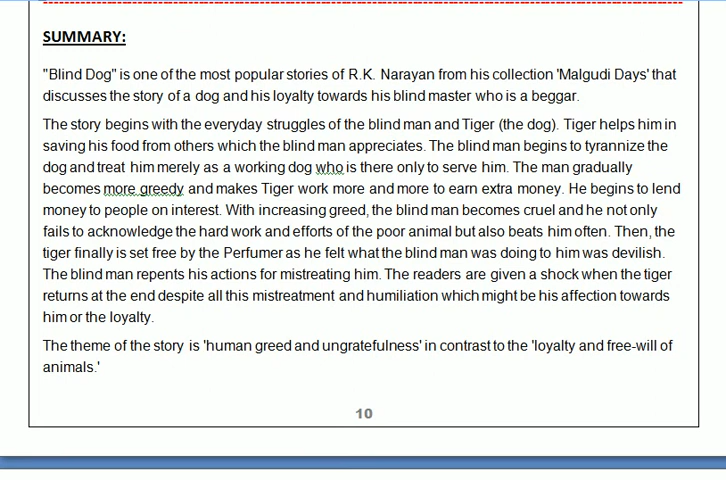 SUMMARY:
"Blind Dog" is one of the most popular stories of R.K. Narayan from his collection 'Malgudi Days' that
discusses the story of a dog and his loyalty towards his blind master who is a beggar.
The story begins with the everyday struggles of the blind man and Tiger (the dog). Tiger helps him in
saving his food from others which the blind man appreciates. The blind man begins to tyrannize the
dog and treat him merely as a working dog who is there only to serve him. The man gradually
becomes more greedy and makes Tiger work more and more to earn extra money. He begins to lend
money to people on interest. With increasing greed, the blind man becomes cruel and he not only
fails to acknowledge the hard work and efforts of the poor animal but also beats him often. Then, the
tiger finally is set free by the Perfumer as he felt what the blind man was doing to him was devilish.
The blind man repents his actions for mistreating him. The readers are given a shock when the tiger
returns at the end despite all this mistreatment and humiliation which might be his affection towards
him or the loyalty.
The theme of the story is 'human greed and ungratefulness' in contrast to the 'loyalty and free-will of
animals.'
10